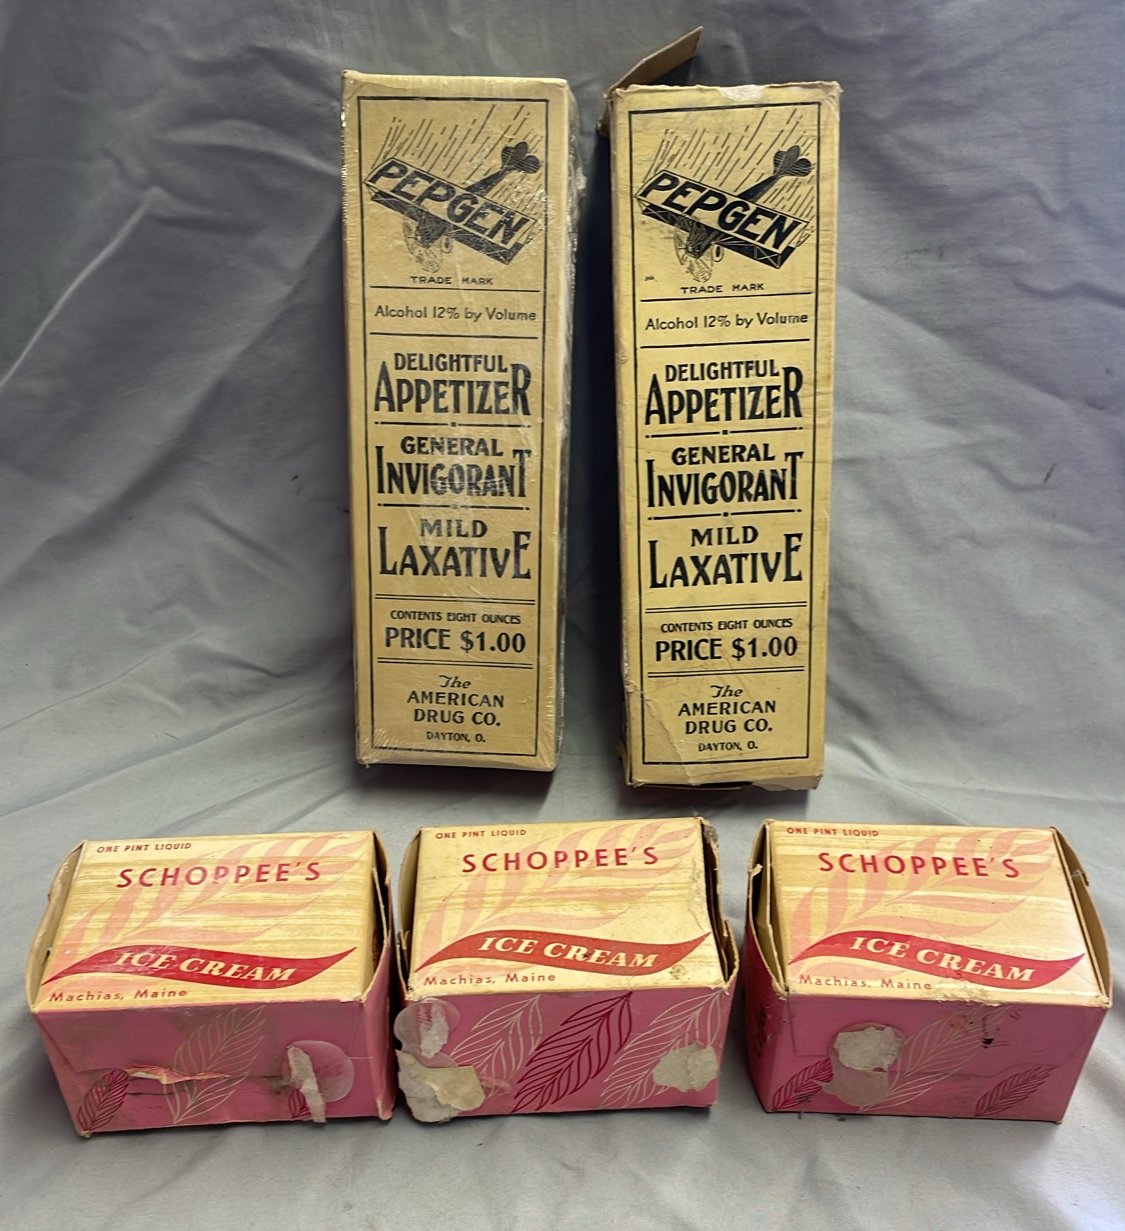 PEPGEN
TRADE MARK
Alcohol 12% by Volume
DELIGHTFUL
APPETIZER
GENERAL
INVIGORANT
MILD
LAXATIVE
CONTENTS EIGHT OUNCES
PRICE $1.00
The
AMERICAN
DRUG CO.
DAYTON, O.
PEPGEN
TRADE MARK
Alcohol 12% by Volume
DELIGHTFUL
APPETIZER
GENERAL
INVIGORANT
MILD
LAXATIVE
CONTENTS EIGHT OUNCES
PRICE $1.00
The
AMERICAN
DRUG CO.
DAYTON, O.
ONE PINT LIQUID
SCHOPPEE'S
ICE CREAM
Machias, Maine
ONE PINT LIQUID
SCHOPPEE'S
ICE CREAM
Machias, Maine
ONE PINT LIQUID
SCHOPPEE'S
ICE CREAM
Machias, Maine